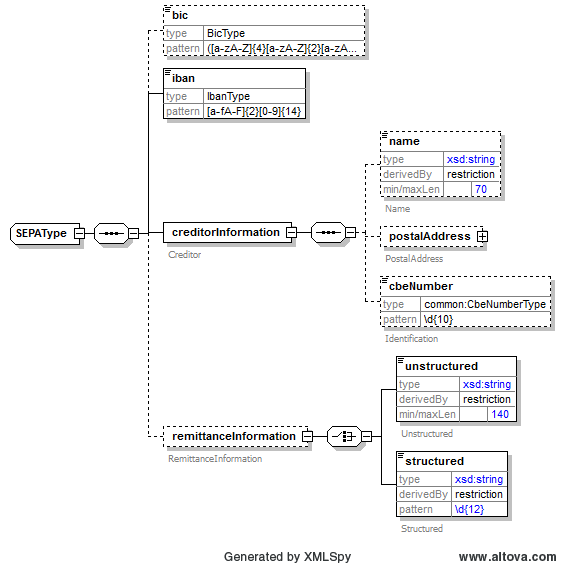 bic
type BicType
pattern ([a-zA-Z]{4}[a-zA-Z]{2}[a-zA...
iban
type IbanType
pattern [a-fA-F]{2}[0-9]{14}
name
type xsd:string
derivedBy restriction
min/maxLen 70
Name
SEPAType
creditorInformation
Creditor
postalAddress
PostalAddress
cbeNumber
type common:CbeNumberType
pattern \d{10}
Identification
unstructured
type xsd:string
derivedBy restriction
min/maxLen 140
Unstructured
remittanceInformation
RemittanceInformation
structured
type xsd:string
derivedBy restriction
pattern \d{12}
Structured
Generated by XMLSpy www.altova.com